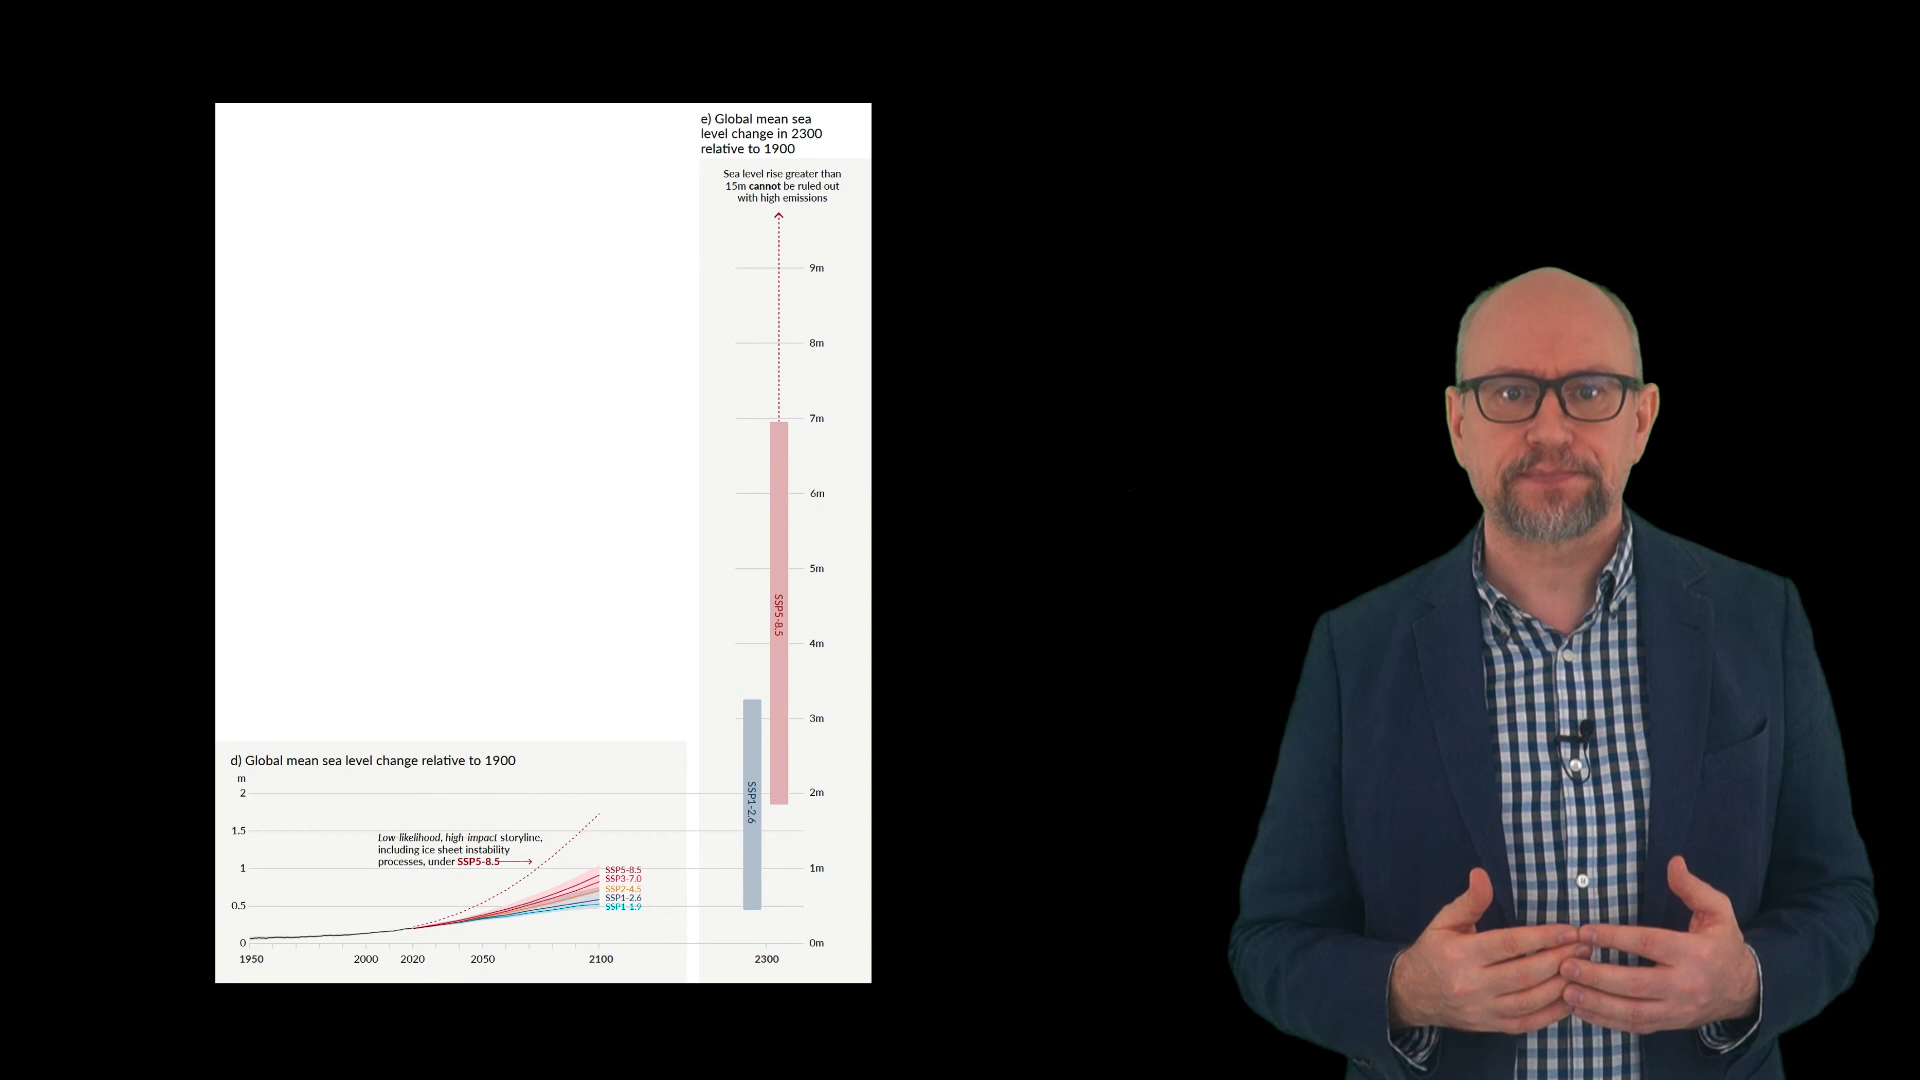 e) Global mean sea
level change in 2300
relative to 1900
Sea level rise greater than
15m cannot be ruled out
with high emissions
9m
8m
7m
6m
5m
4m
3m
2m
1m
0m
SSP5-8.5
SSP1-2.6
2300
d) Global mean sea level change relative to 1900
m
2
1.5
1
0.5
0
Low-likelihood, high-impact storyline,
including ice sheet instability
processes, under SSP5-8.5
SSP5-8.5
SSP3-7.0
SSP2-4.5
SSP1-2.6
SSP1-1.9
1950 2000 2020 2050 2100